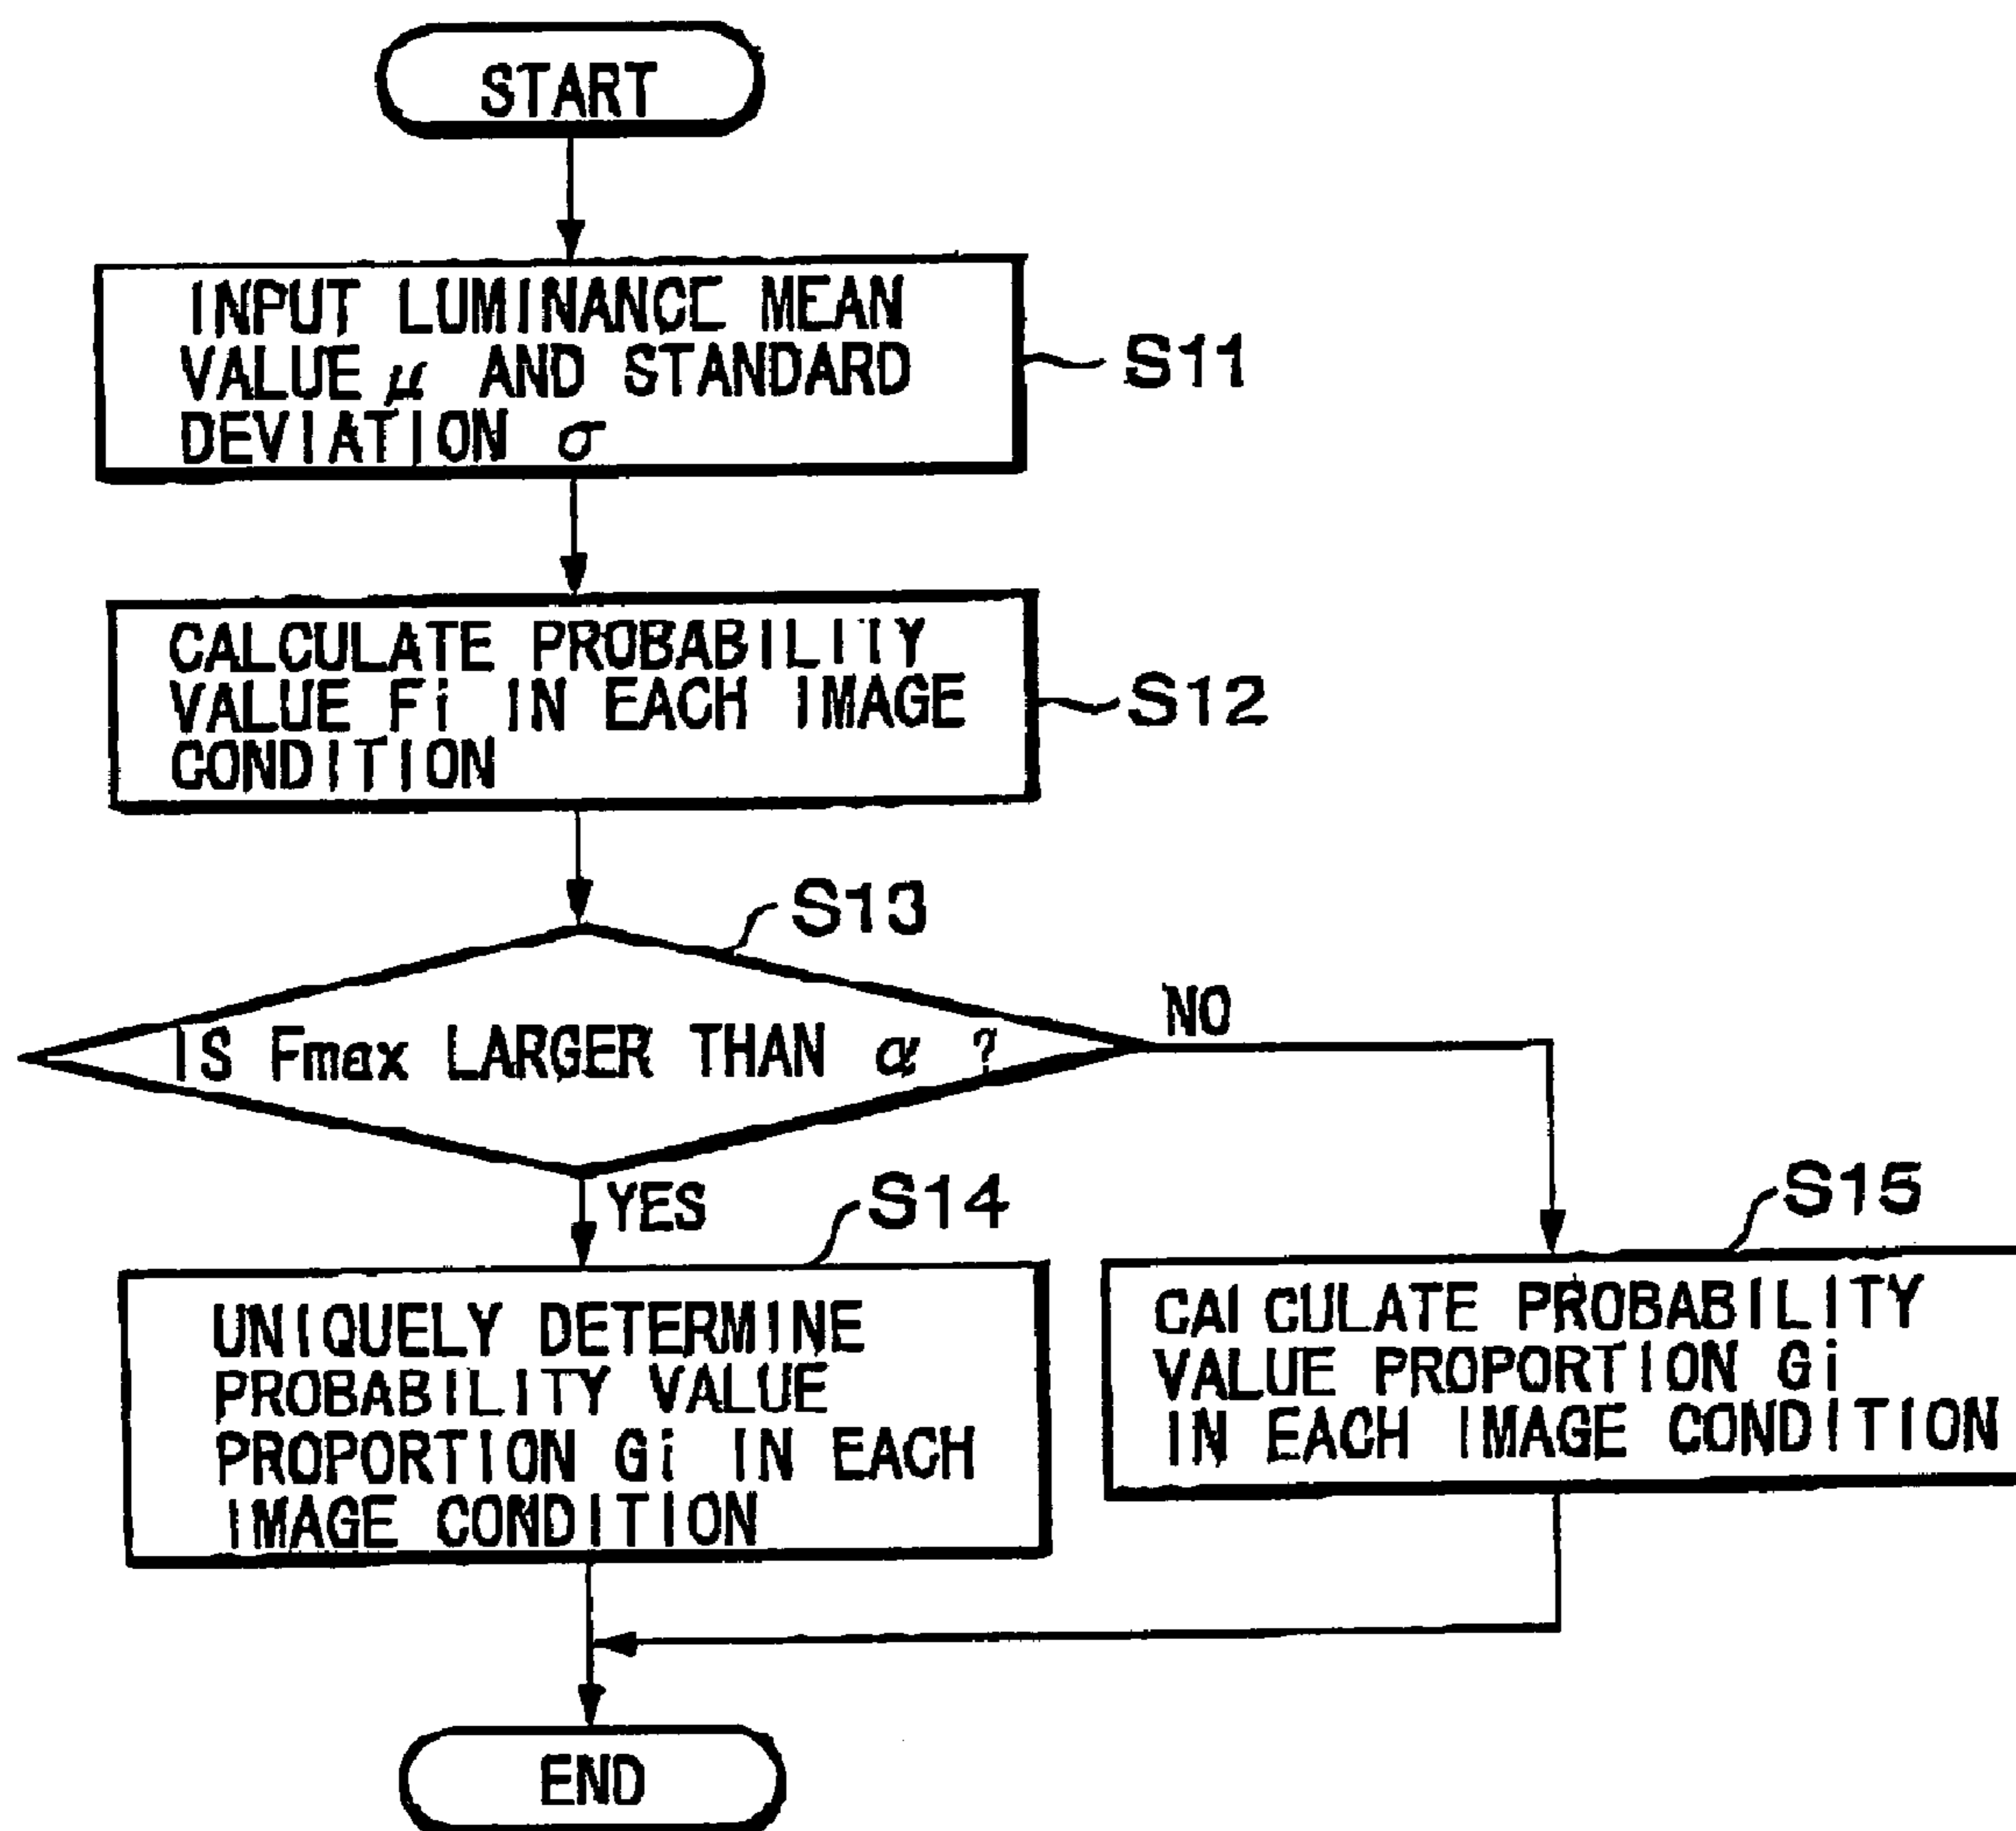 START
INPUT LUMINANCE MEAN
VALUE μ AND STANDARD
DEVIATION σ
S11
CALCULATE PROBABILITY
VALUE Fi IN EACH IMAGE
CONDITION
S12
S13
IS Fmax LARGER THAN α ?
NO
YES
S14
UNIQUELY DETERMINE
PROBABILITY VALUE
PROPORTION Gi IN EACH
IMAGE CONDITION
S15
CALCULATE PROBABILITY
VALUE PROPORTION Gi
IN EACH IMAGE CONDITION
END